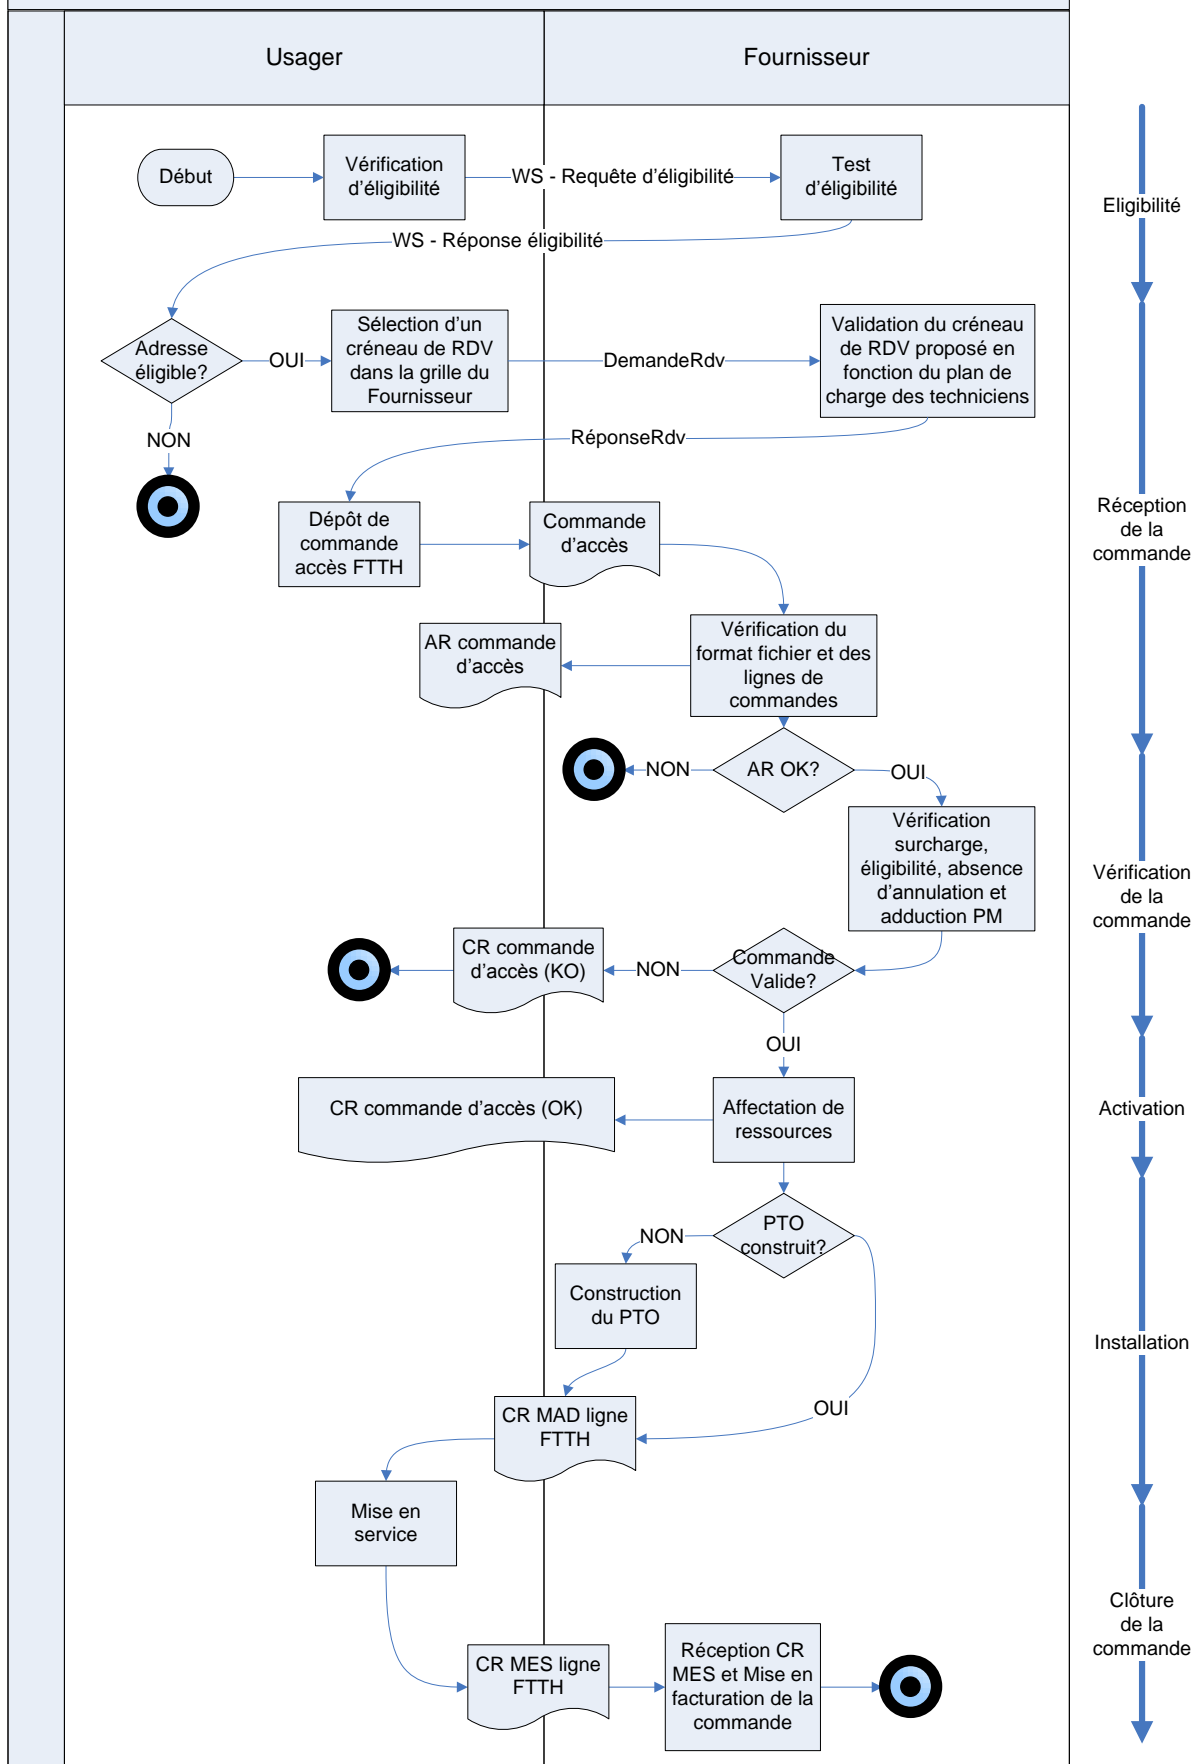 Usager
Fournisseur
Début
Vérification
d'éligibilité
WS - Requête d'éligibilité
Test
d'éligibilité
Eligibilité
WS - Réponse éligibilité
Adresse
éligible?
OUI
Sélection d'un
créneau de RDV
dans la grille du
Fournisseur
DemandeRdv
Validation du créneau
de RDV proposé en
fonction du plan de
charge des techniciens
NON
RéponseRdv
Dépôt de
commande
accès FTTH
Commande
d'accès
Réception
de la
commande
AR commande
d'accès
Vérification du
format fichier et des
lignes de
commandes
NON
AR OK?
OUI
Vérification
surcharge,
éligibilité, absence
d'annulation et
adduction PM
Vérification
de la
commande
CR commande
d'accès (KO)
NON
Commande
Valide?
OUI
CR commande d'accès (OK)
Affectation de
ressources
Activation
PTO
construit?
NON
Construction
du PTO
Installation
CR MAD ligne
FTTH
OUI
Mise en
service
Clôture
de la
commande
CR MES ligne
FTTH
Réception CR
MES et Mise en
facturation de la
commande